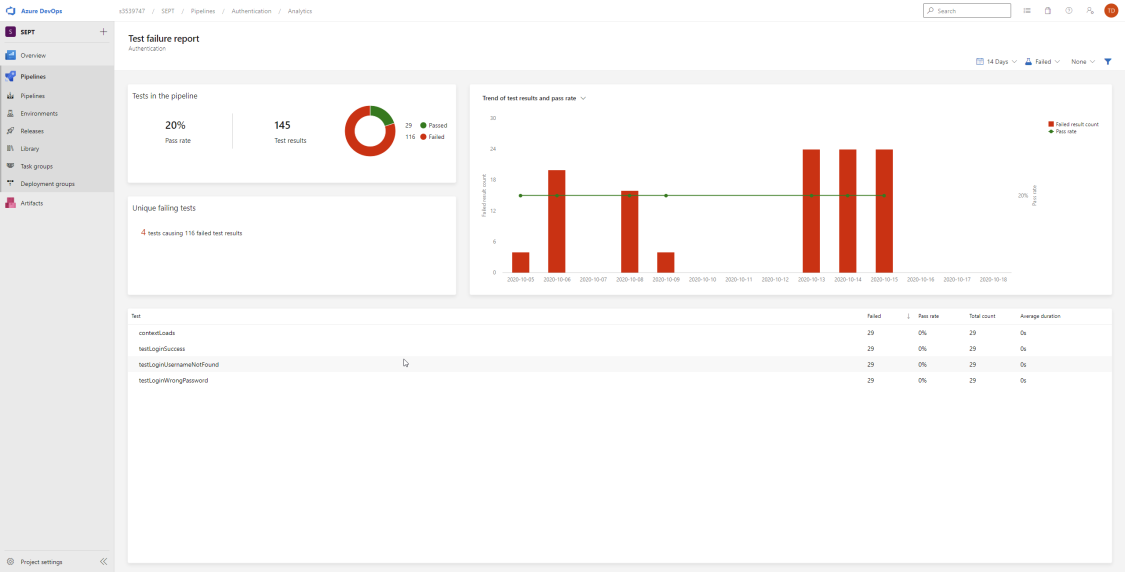 Azure DevOps
s3539747 / SEPT / Pipelines / Authentication / Analytics
Search
TD
S SEPT
Overview
Pipelines
Pipelines
Environments
Releases
Library
Task groups
Deployment groups
Artifacts
Project settings
Test failure report
Authentication
14 Days
Failed
None
Tests in the pipeline
20%
Pass rate
145
Test results
29 Passed
116 Failed
Unique failing tests
4 tests causing 116 failed test results
Trend of test results and pass rate
Failed result count
Pass rate
30
24
18
12
6
0
Failed result count
20%
Pass rate
2020-10-05 2020-10-06 2020-10-07 2020-10-08 2020-10-09 2020-10-10 2020-10-11 2020-10-12 2020-10-13 2020-10-14 2020-10-15 2020-10-16 2020-10-17 2020-10-18
Test Failed ↓ Pass rate Total count Average duration
contextLoads 29 0% 29 0s
testLoginSuccess 29 0% 29 0s
testLoginUsernameNotFound 29 0% 29 0s
testLoginWrongPassword 29 0% 29 0s